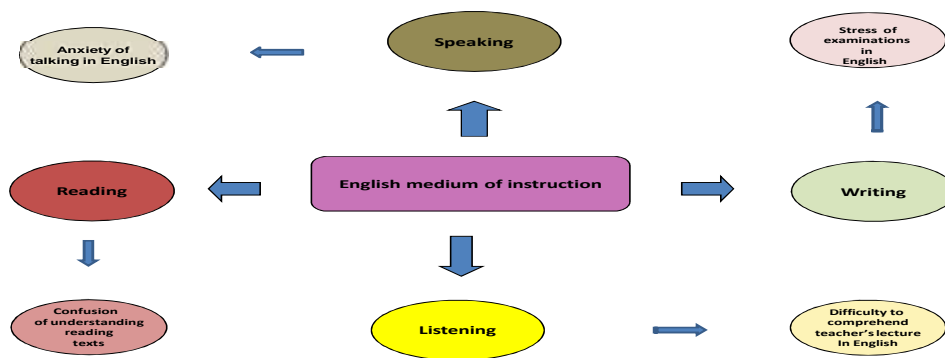 Anxiety of
talking in English
Speaking
Stress of
examinations
in
English
Reading
English medium of instruction
Writing
Confusion
of understanding
reading
texts
Listening
Difficulty to
comprehend
teacher's lecture
In English